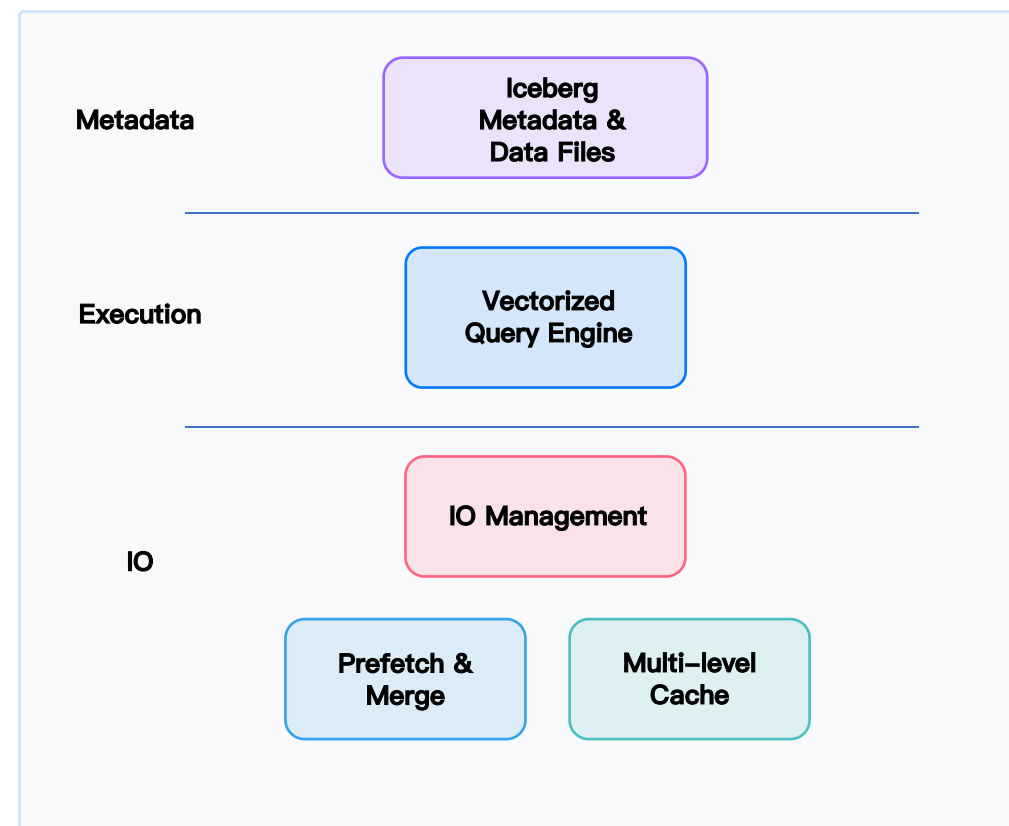 Metadata
Iceberg
Metadata &
Data Files
Execution
Vectorized
Query Engine
IO
IO Management
Prefetch &
Merge
Multi–level
Cache